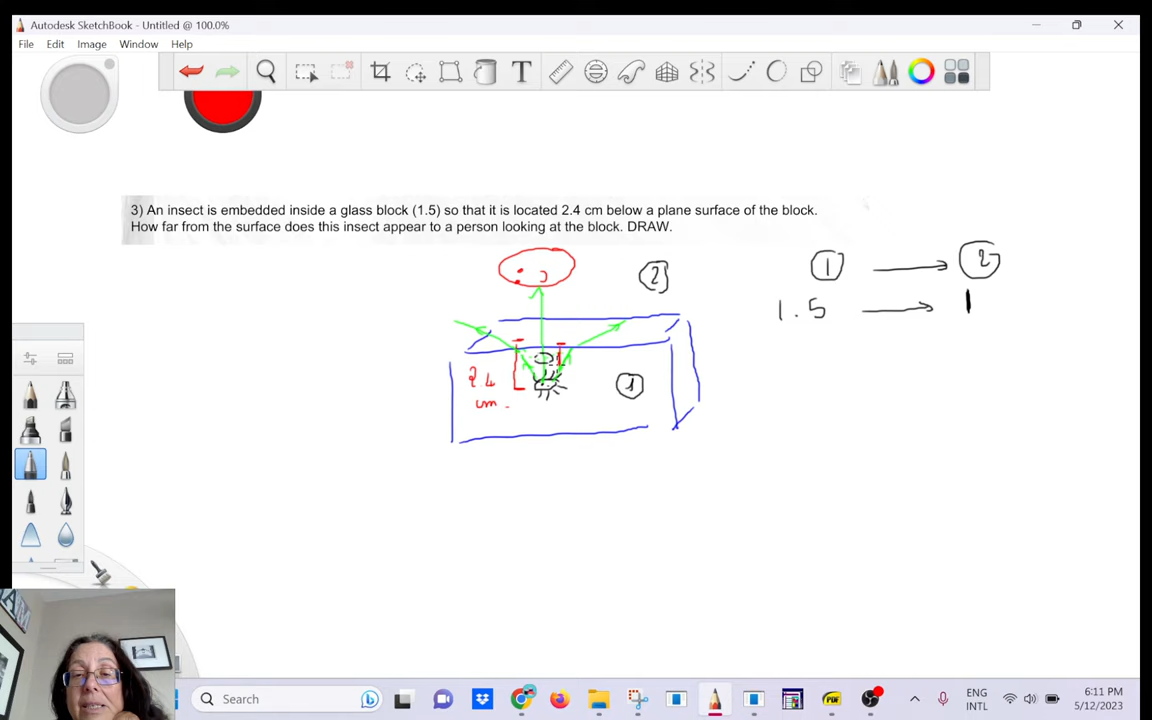 Autodesk SketchBook - Untitled @ 100.0%
File Edit Image Window Help
T
3) An insect is embedded inside a glass block (1.5) so that it is located 2.4 cm below a plane surface of the block.
How far from the surface does this insect appear to a person looking at the block. DRAW.
1 → 2
2
1.5 → 1
2.4
1
cm.
Search
ENG
INTL
6:11 PM
5/12/2023